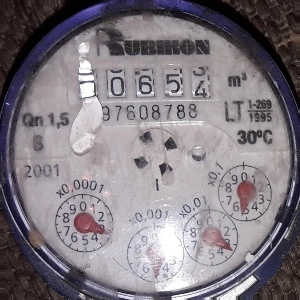 RUBIKON
0654 m³
Qn 1,5
97608788
LT 1-269
1995
B
30°C
2001
x0,0001
x0,001
x0,1
x0,1